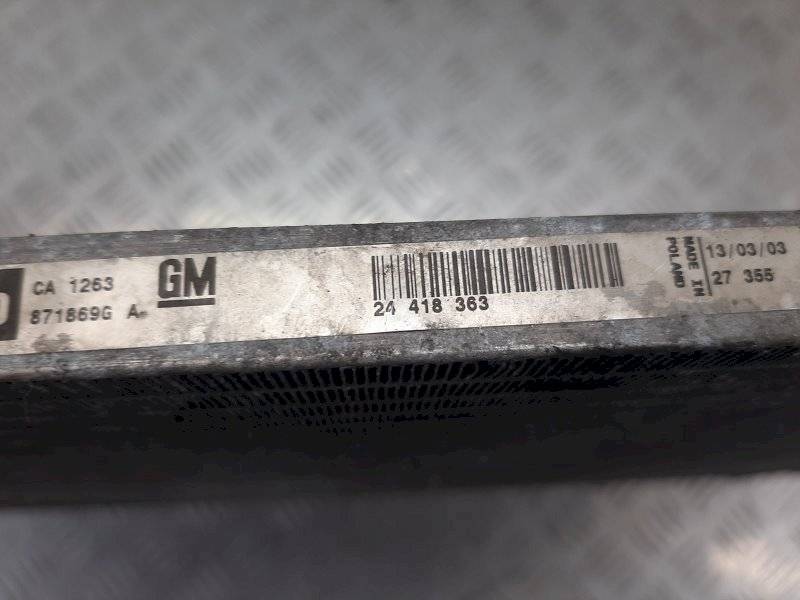 CA 1263
871869G A
GM
24 418 363
MADE IN
POLAND
13/03/03
27 355